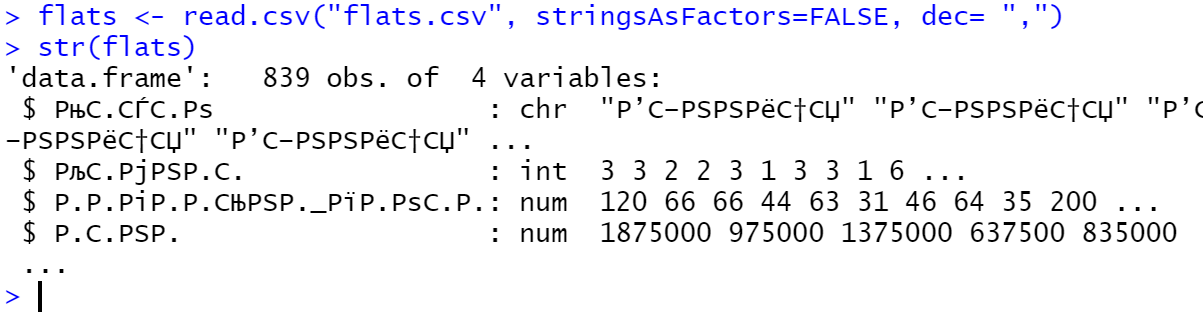 > flats <- read.csv("flats.csv", stringsAsFactors=FALSE, dec= ",")
> str(flats)
'data.frame':   839 obs. of  4 variables:
 $ РњС.СЃС.Рѕ                 : chr  "Р’С–РЅРЅРёС†СЏ" "Р’С–РЅРЅРёС†СЏ" "Р’С
–РЅРЅРёС†СЏ" "Р’С–РЅРЅРёС†СЏ" ...
 $ РљС.РјРЅР.С.               : int  3 3 2 2 3 1 3 3 1 6 ...
 $ Р.Р.РіР.Р.СЊРЅР._РїР.РѕС.Р.: num  120 66 66 44 63 31 46 64 35 200 ...
 $ Р.С.РЅР.                   : num  1875000 975000 1375000 637500 835000
 ...
>